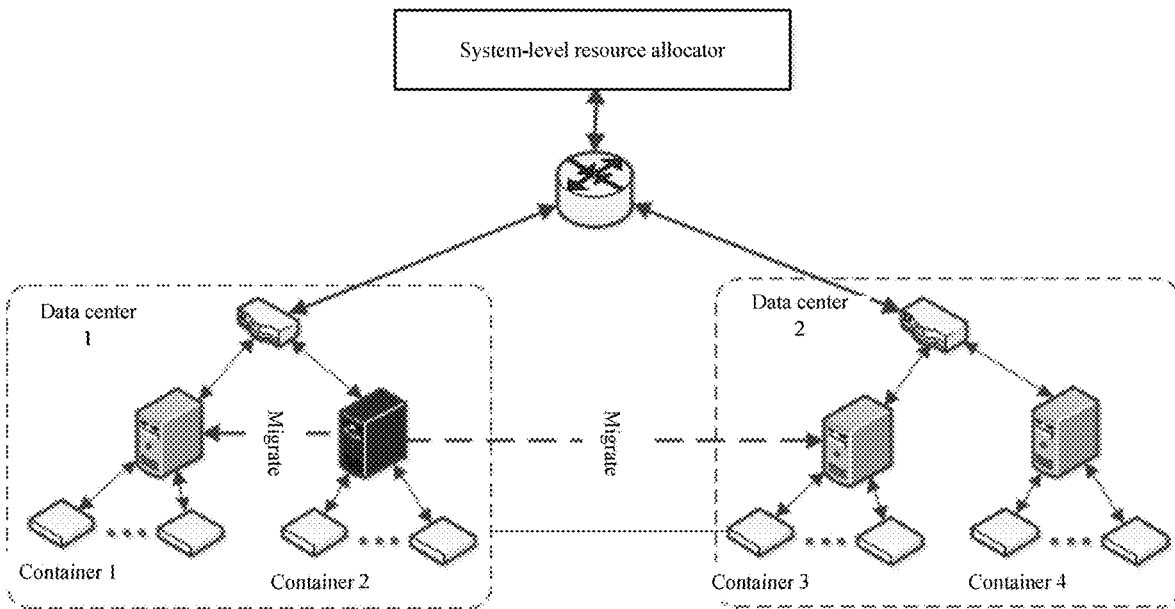 System-level resource allocator
Data center
1
Data center
2
Migrate
Migrate
Container 1
Container 2
Container 3
Container 4